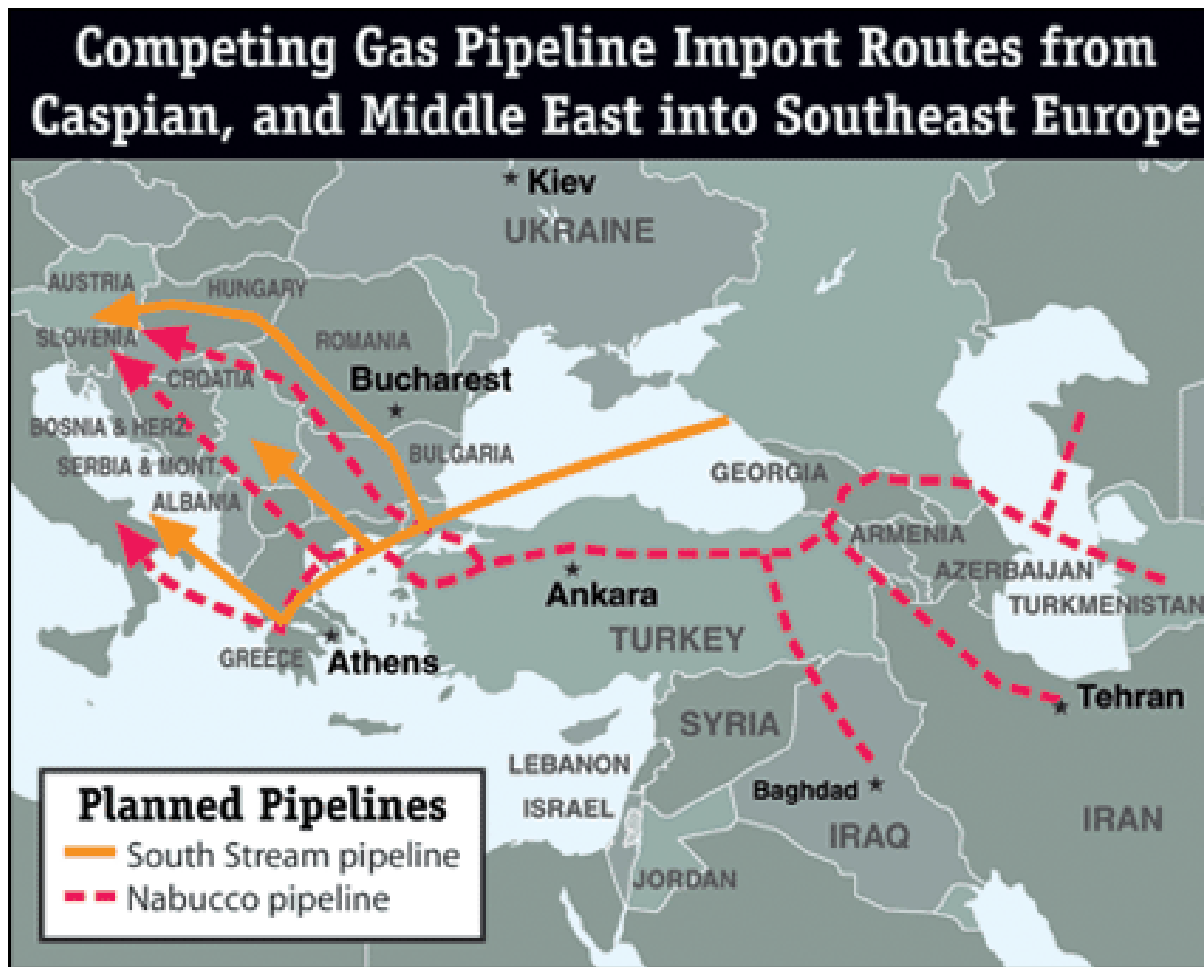 Competing Gas Pipeline Import Routes from
Caspian, and Middle East into Southeast Europe
Kiev
UKRAINE
AUSTRIA
HUNGARY
SLOVENIA
ROMANIA
CROATIA
Bucharest
BOSNIA & HERZ.
BULGARIA
SERBIA & MONT.
GEORGIA
ALBANIA
ARMENIA
AZERBAIJAN
Ankara
TURKMENISTAN
TURKEY
GREECE
Athens
Tehran
SYRIA
LEBANON
Baghdad
ISRAEL
IRAN
IRAQ
JORDAN
Planned Pipelines
South Stream pipeline
Nabucco pipeline